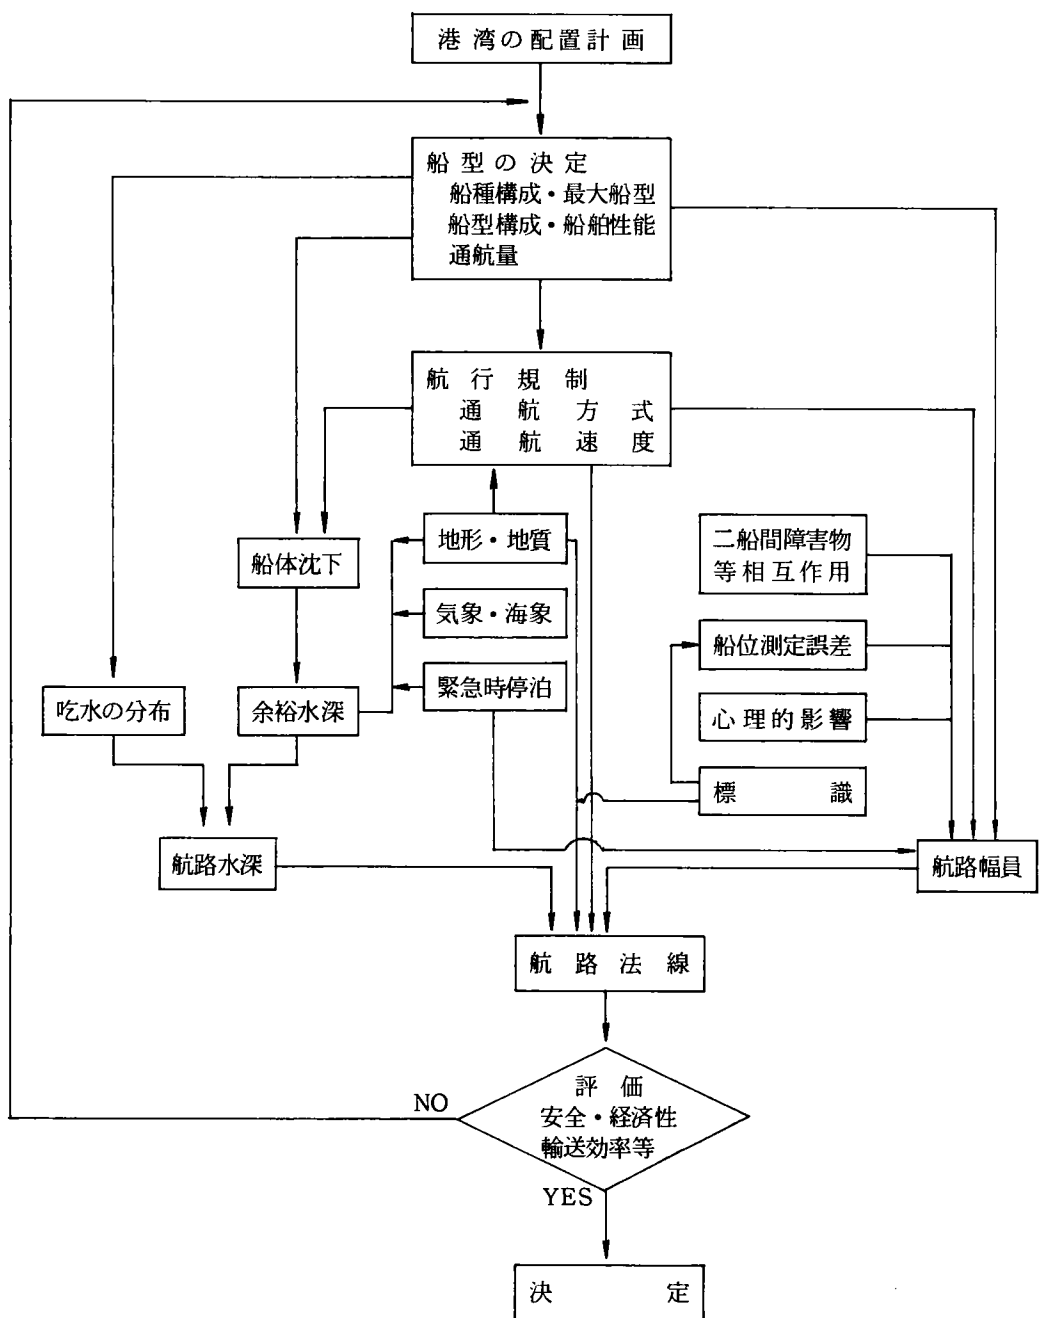 港湾の配置計画
船型の決定
船種構成・最大船型
船型構成・船舶性能
通航量
航行規制
通航方式
通航速度
地形・地質
二船間障害物
等相互作用
船体沈下
気象・海象
船位測定誤差
緊急時停泊
吃水の分布
余裕水深
心理的影響
標識
航路水深
航路幅員
航路法線
評価
NO
安全・経済性
輸送効率等
YES
決定